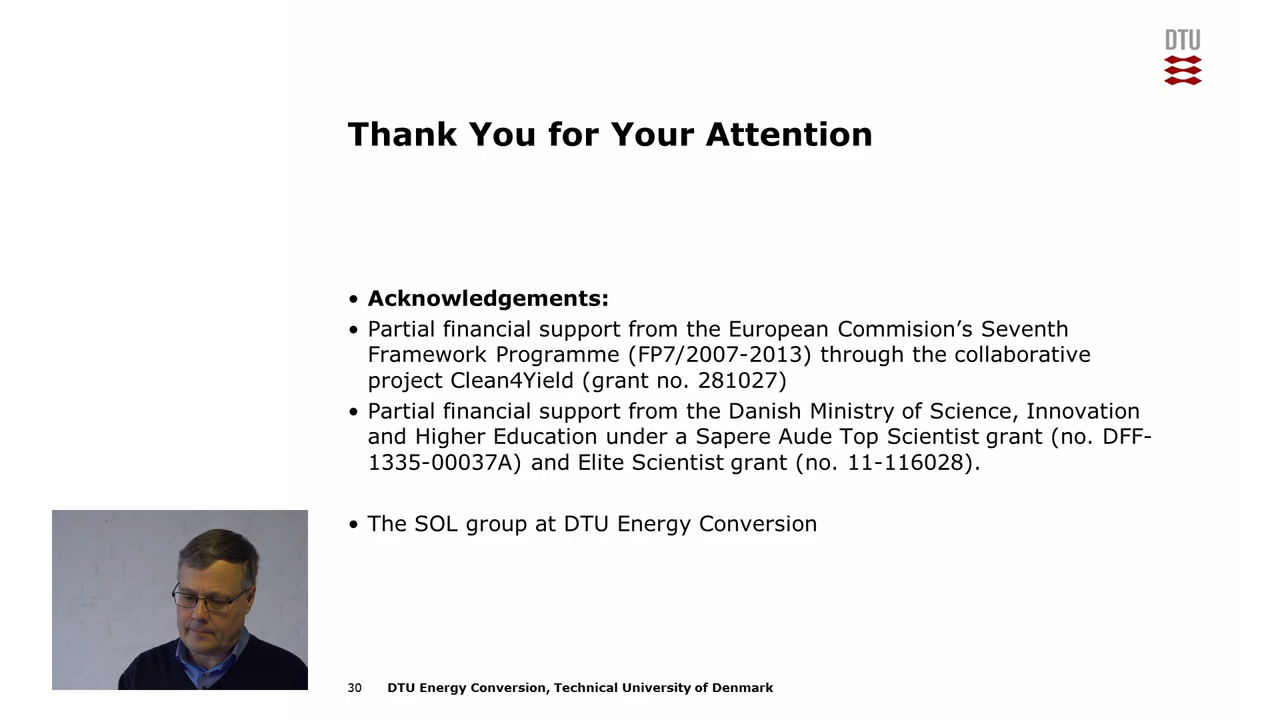 DTU
Thank You for Your Attention
• Acknowledgements:
• Partial financial support from the European Commision’s Seventh
Framework Programme (FP7/2007-2013) through the collaborative
project Clean4Yield (grant no. 281027)
• Partial financial support from the Danish Ministry of Science, Innovation
and Higher Education under a Sapere Aude Top Scientist grant (no. DFF-
1335-00037A) and Elite Scientist grant (no. 11-116028).
• The SOL group at DTU Energy Conversion
30 DTU Energy Conversion, Technical University of Denmark